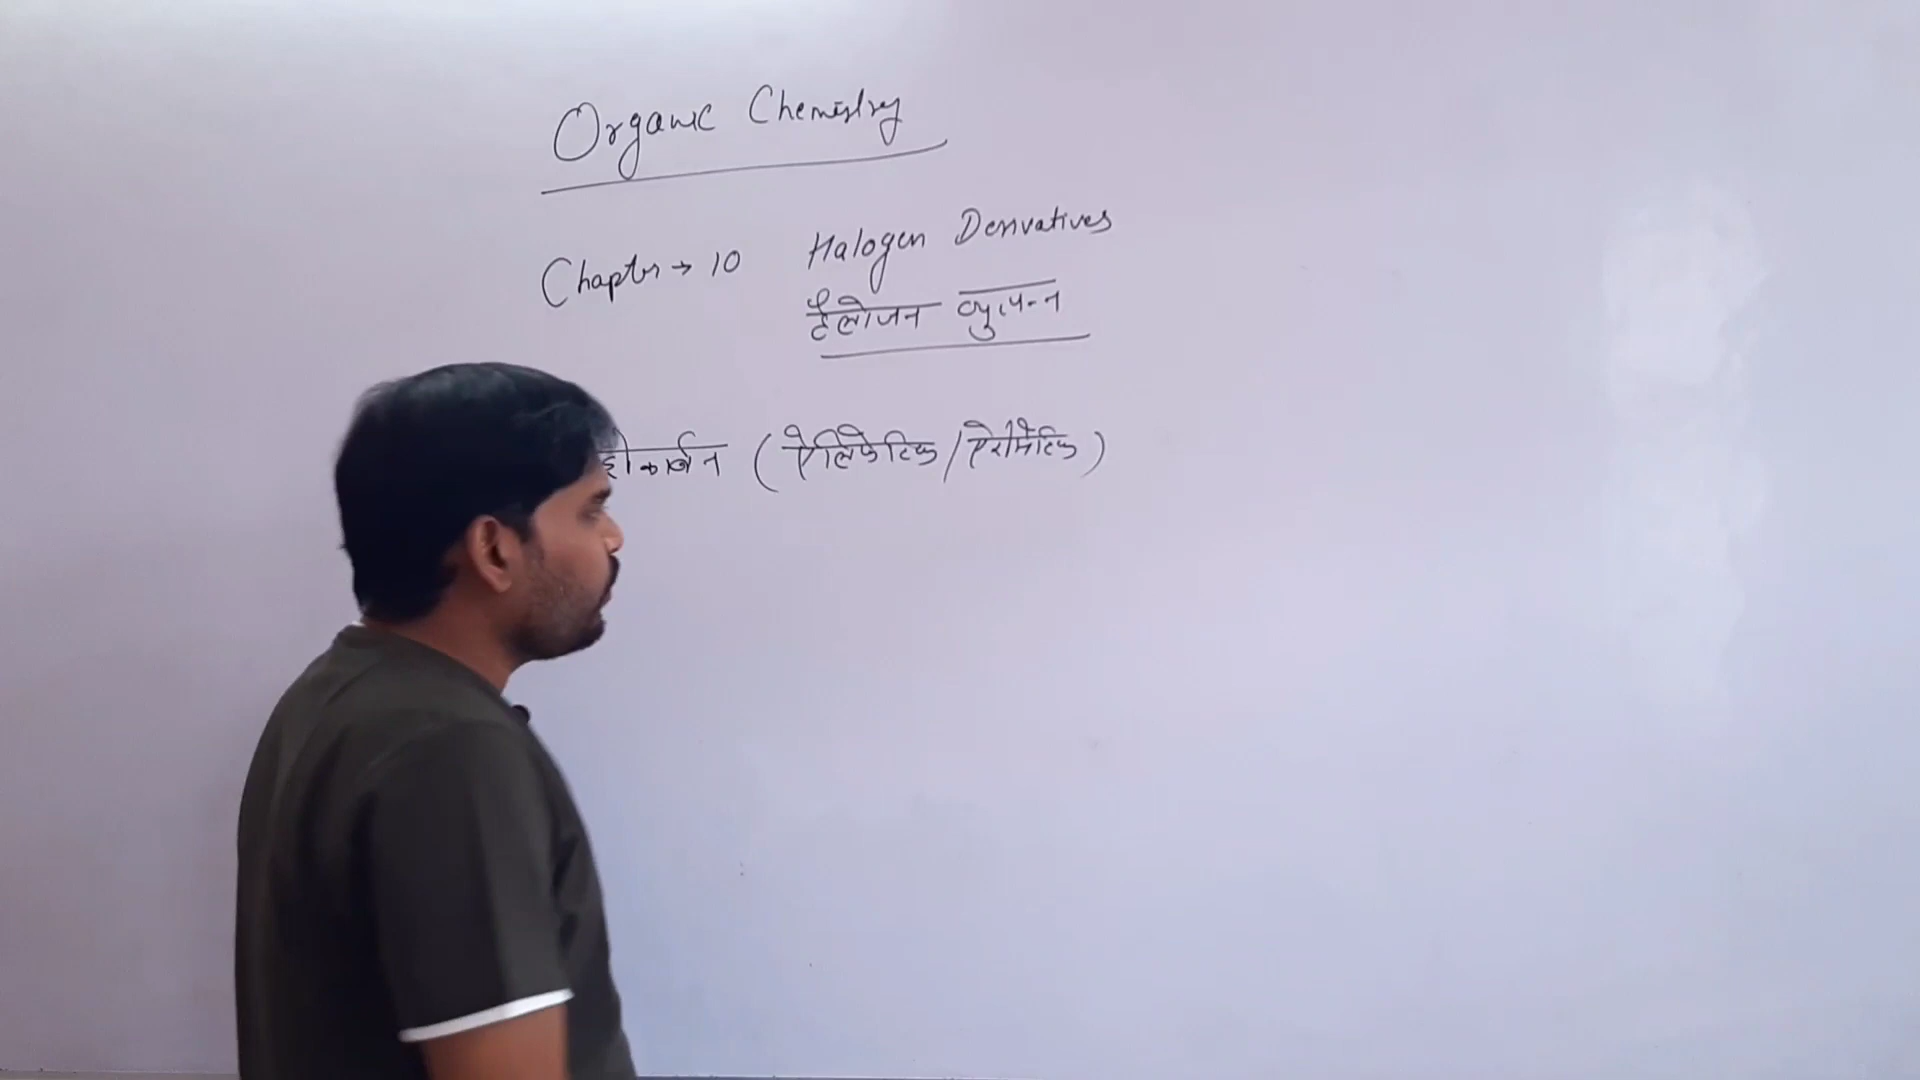 Organic Chemistry
Chapter → 10 Halogen Derivatives
हैलोजन व्युत्पन्न
(ऐलिफेटिक / ऐरोमैटिक)